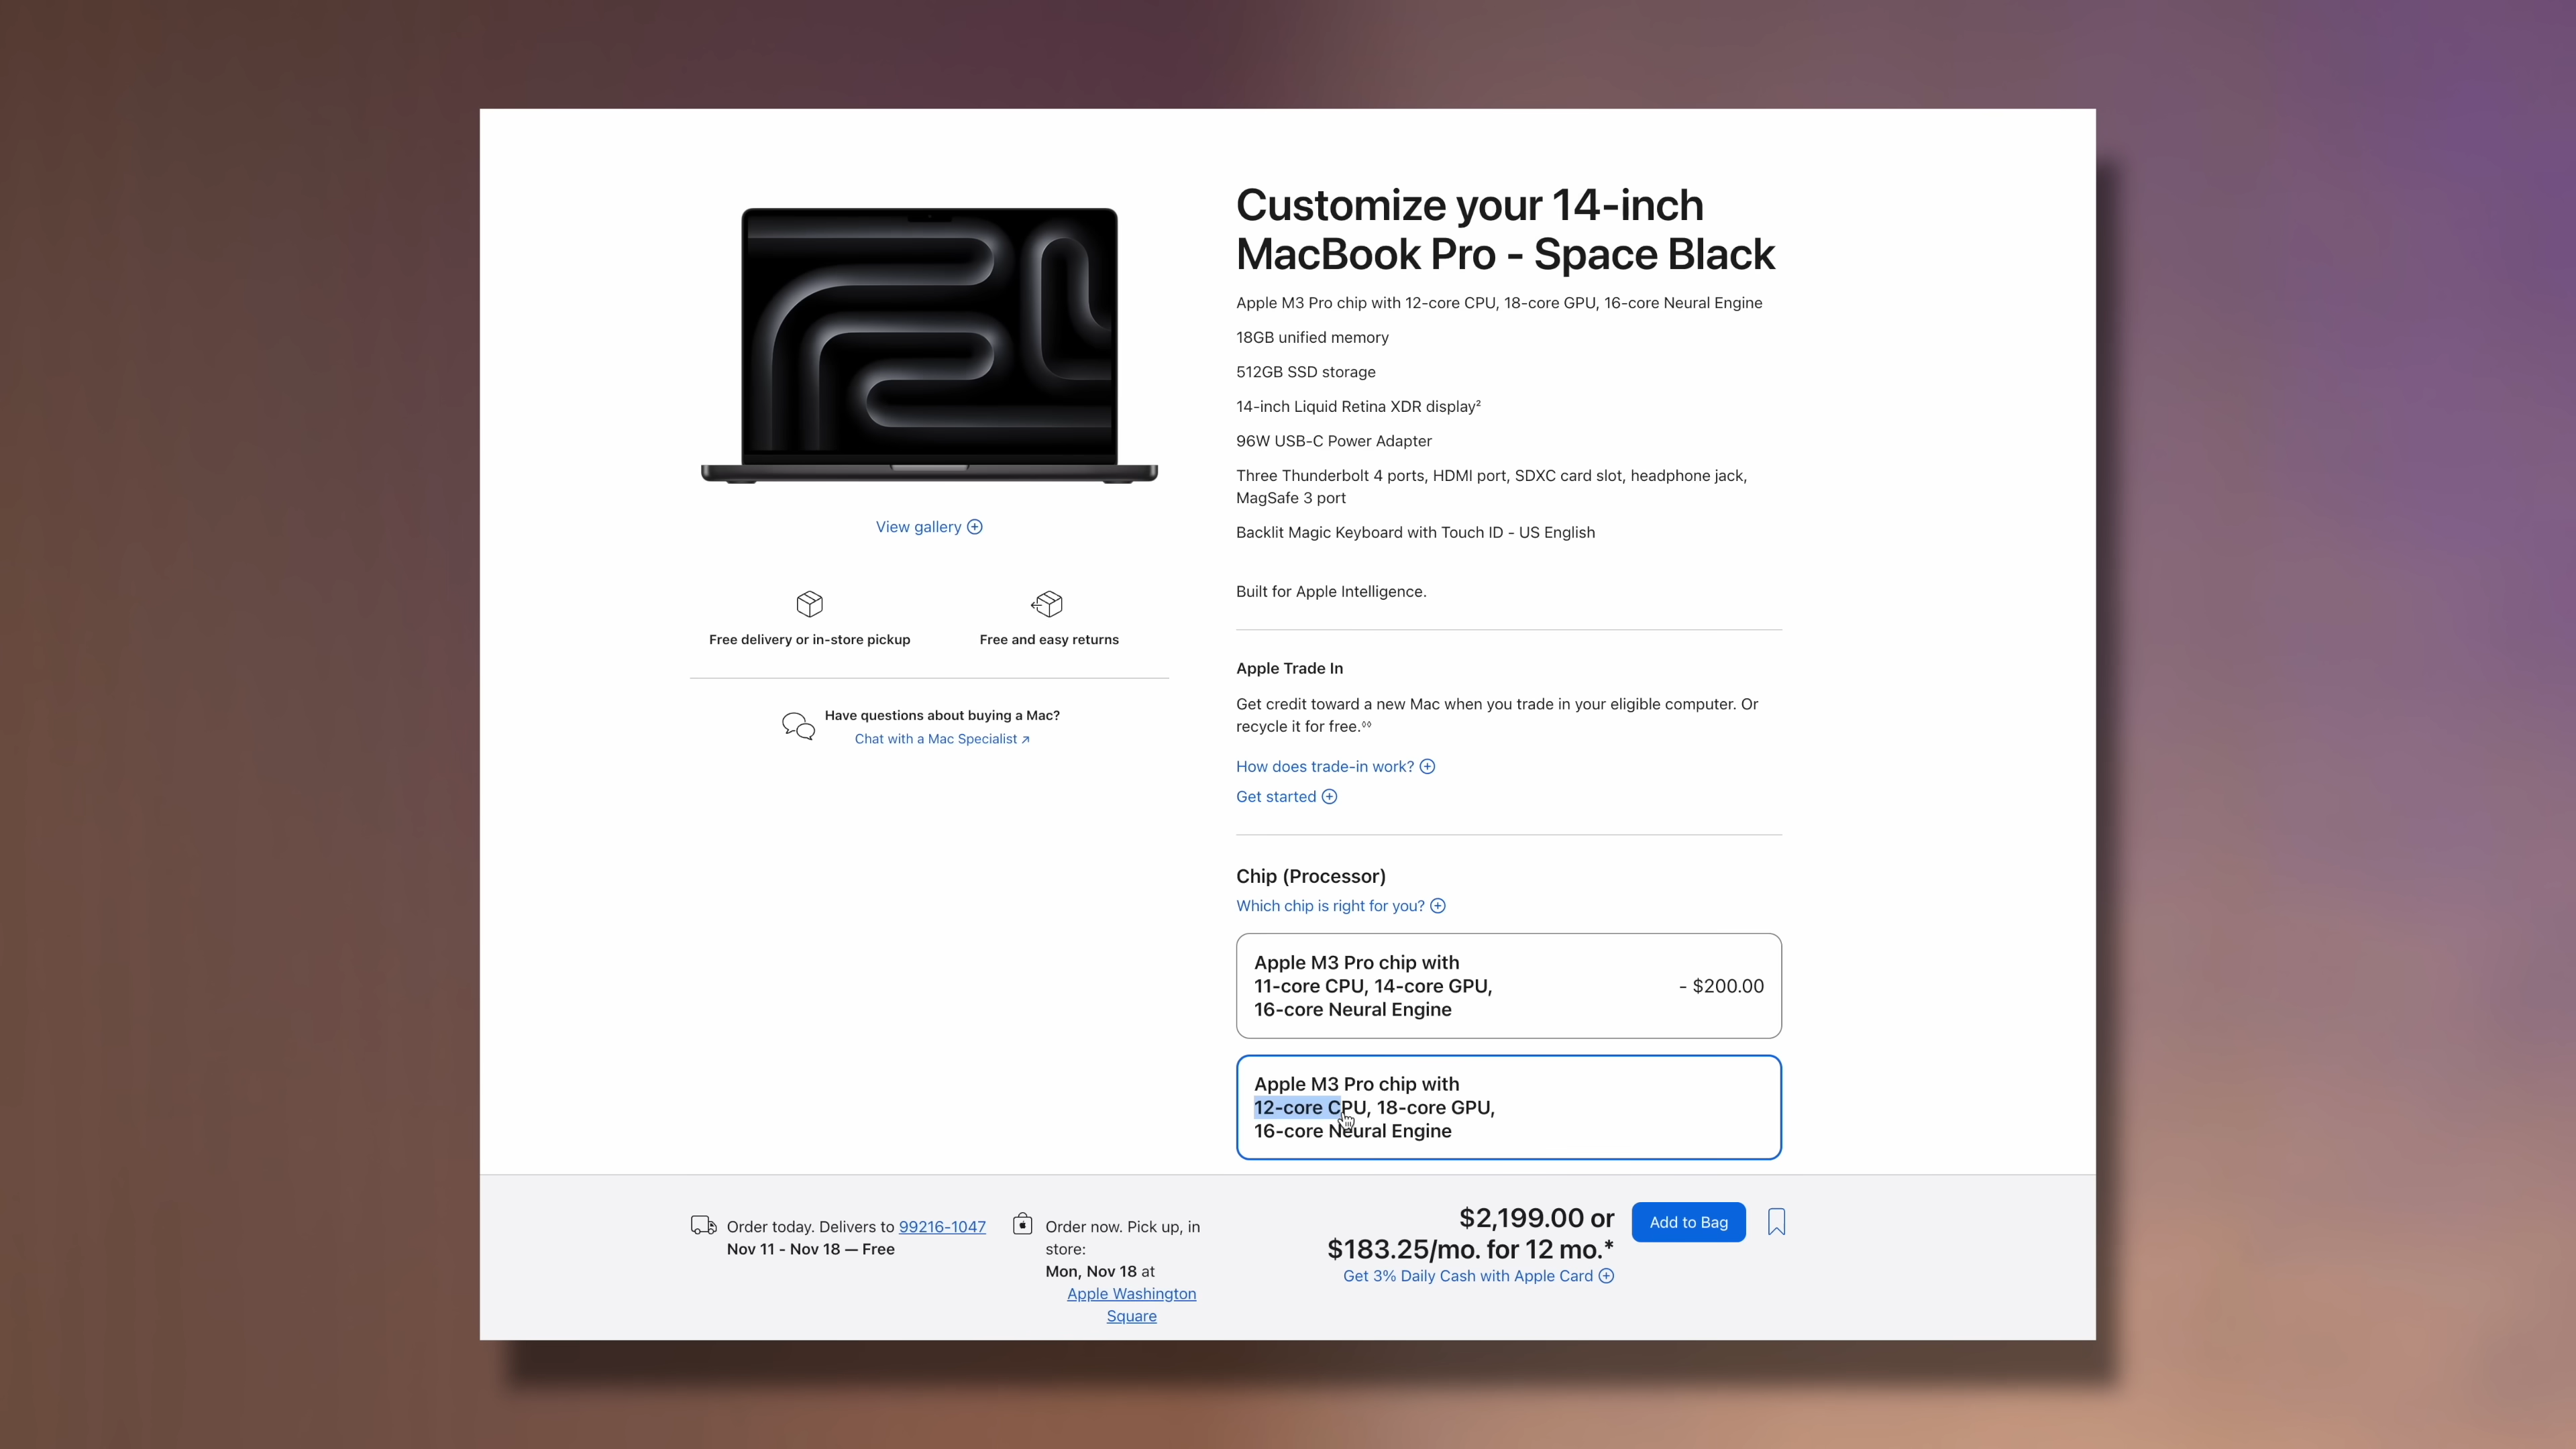 Customize your 14-inch
MacBook Pro - Space Black
Apple M3 Pro chip with 12-core CPU, 18-core GPU, 16-core Neural Engine
18GB unified memory
512GB SSD storage
14-inch Liquid Retina XDR display²
96W USB-C Power Adapter
Three Thunderbolt 4 ports, HDMI port, SDXC card slot, headphone jack,
MagSafe 3 port
Backlit Magic Keyboard with Touch ID - US English
Built for Apple Intelligence.
View gallery
Free delivery or in-store pickup
Free and easy returns
Have questions about buying a Mac?
Chat with a Mac Specialist ↗
Apple Trade In
Get credit toward a new Mac when you trade in your eligible computer. Or
recycle it for free.◊◊
How does trade-in work?
Get started
Chip (Processor)
Which chip is right for you?
Apple M3 Pro chip with
11-core CPU, 14-core GPU,
16-core Neural Engine
- $200.00
Apple M3 Pro chip with
12-core CPU, 18-core GPU,
16-core Neural Engine
Order today. Delivers to 99216-1047
Nov 11 - Nov 18 — Free
Order now. Pick up, in
store:
Mon, Nov 18 at
Apple Washington
Square
$2,199.00 or
$183.25/mo. for 12 mo.*
Get 3% Daily Cash with Apple Card
Add to Bag